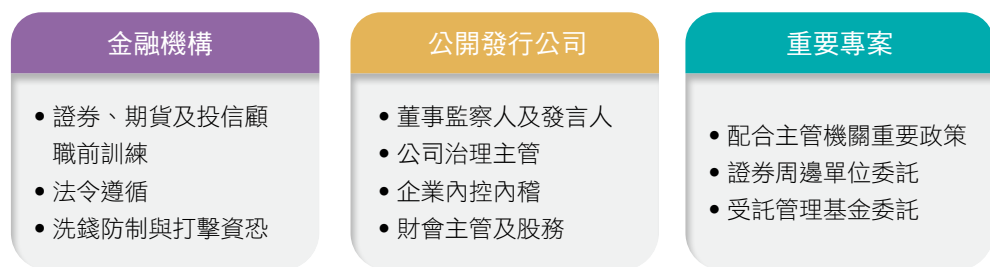 金融機構
• 證券、期貨及投信顧
職前訓練
• 法令遵循
• 洗錢防制與打擊資恐
公開發行公司
• 董事監察人及發言人
• 公司治理主管
• 企業內控內稽
• 財會主管及股務
重要專案
• 配合主管機關重要政策
• 證券周邊單位委託
• 受託管理基金委託